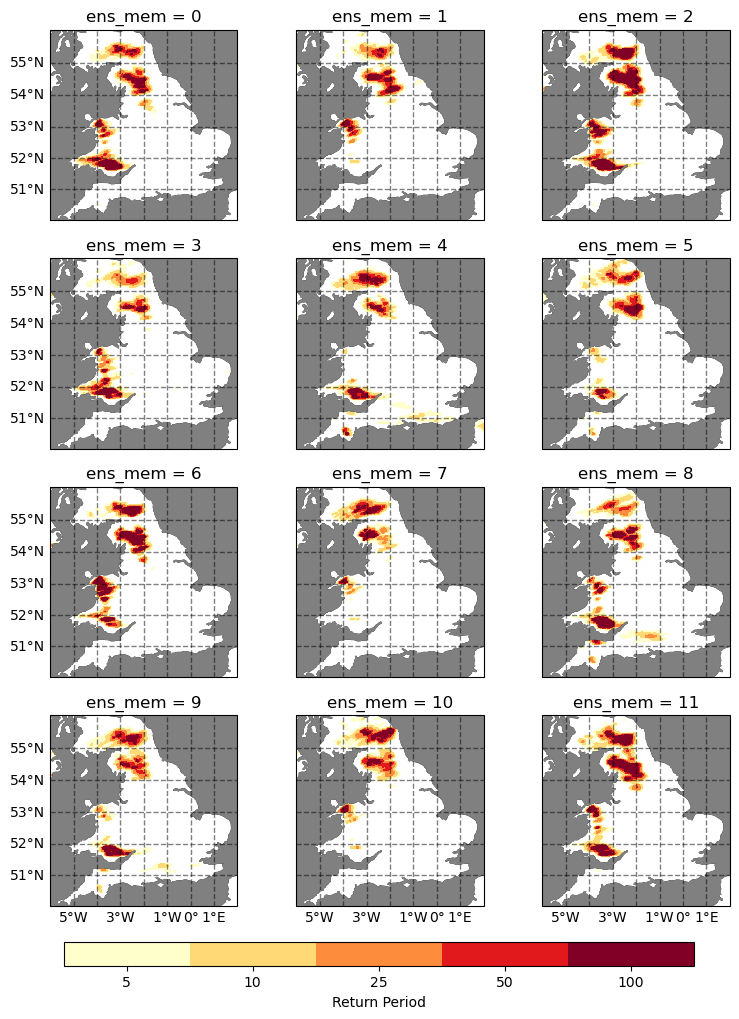 ens_mem = 0 ens_mem = 1 ens_mem = 2
55°N
54°N
53°N
52°N
51°N
ens_mem = 3 ens_mem = 4 ens_mem = 5
55°N
54°N
53°N
52°N
51°N
ens_mem = 6 ens_mem = 7 ens_mem = 8
55°N
54°N
53°N
52°N
51°N
ens_mem = 9 ens_mem = 10 ens_mem = 11
55°N
54°N
53°N
52°N
51°N
5°W 3°W 1°W 0° 1°E 5°W 3°W 1°W 0° 1°E 5°W 3°W 1°W 0° 1°E
5 10 25 50 100
Return Period